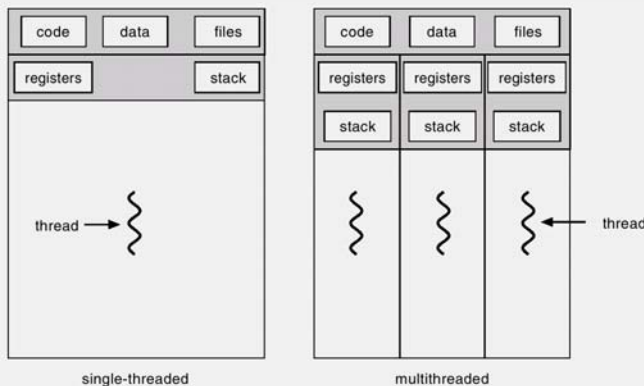 code data files
registers stack
thread
single-threaded
code data files
registers registers registers
stack stack stack
thread
multithreaded